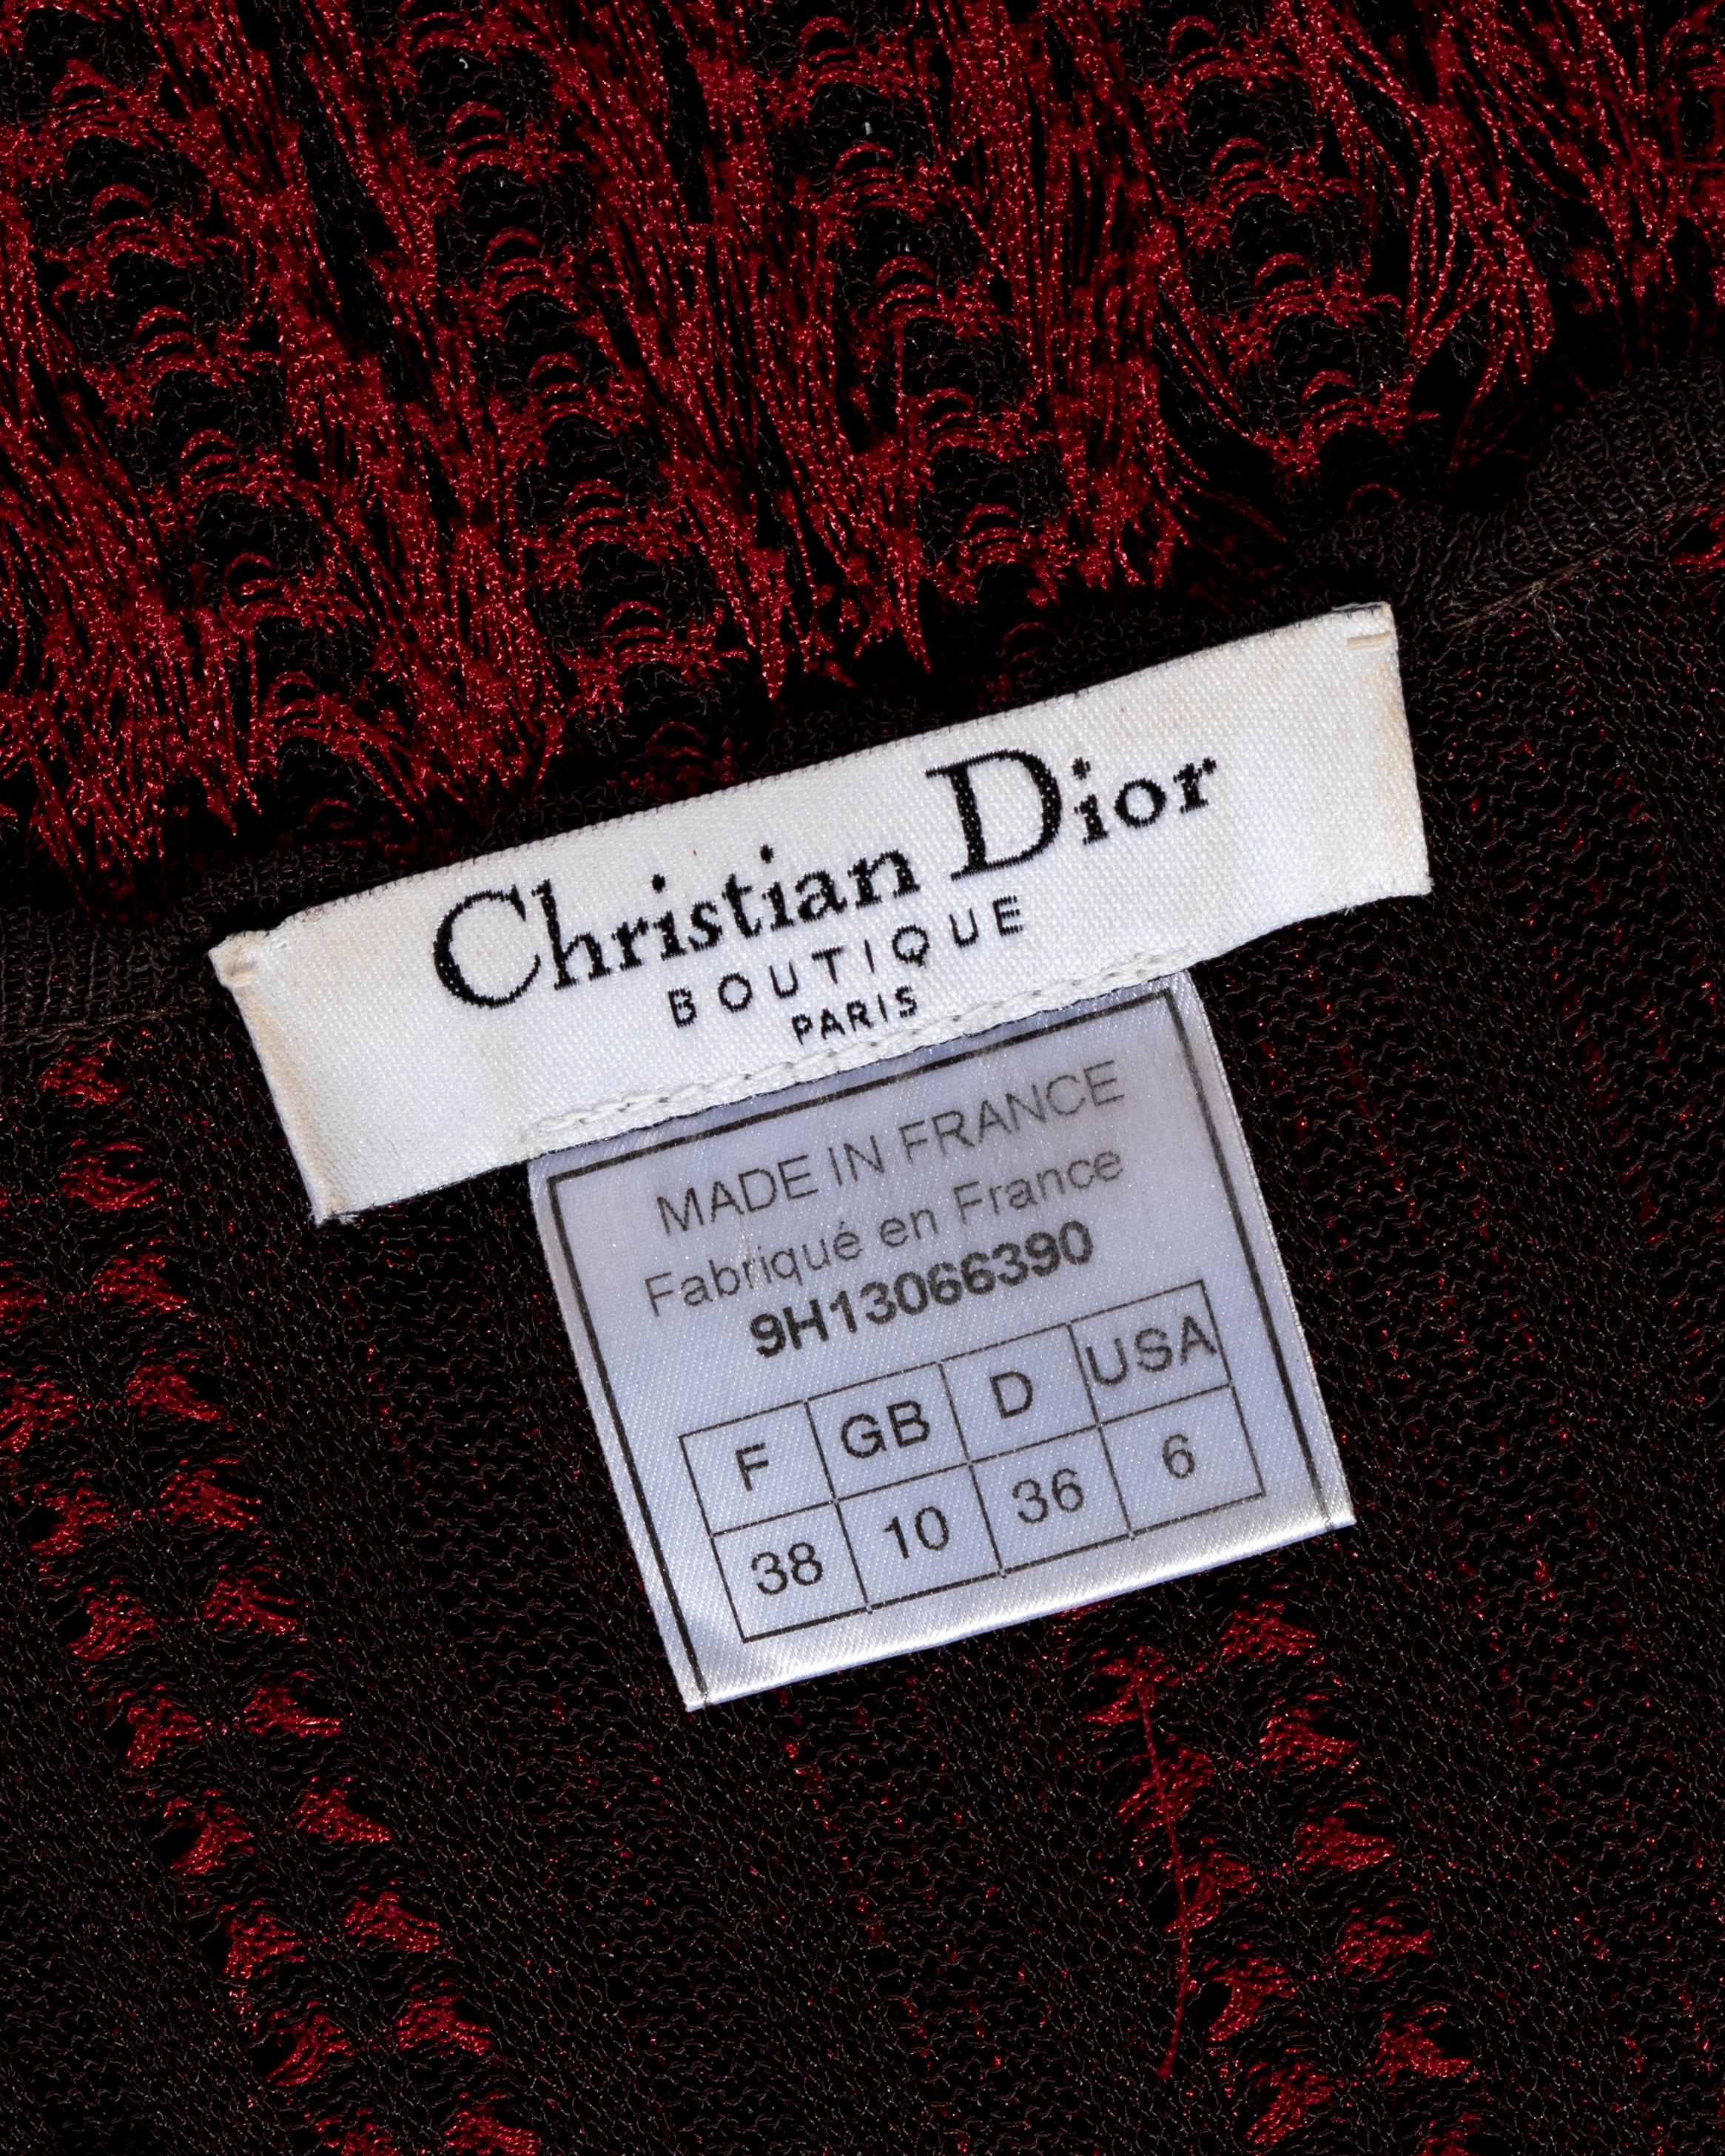 Christian Dior
BOUTIQUE
PARIS
MADE IN FRANCE
Fabriqué en France
9H13066390
F GB D USA
38 10 36 6